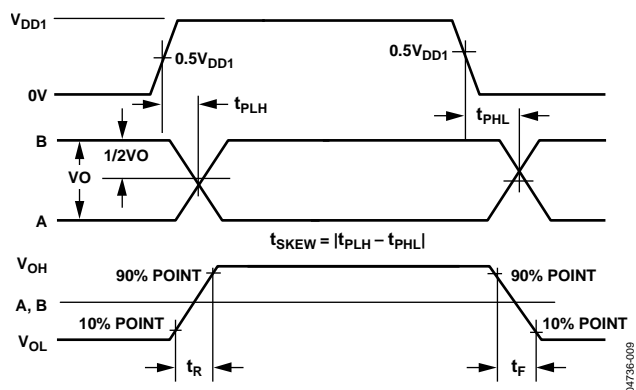 VDD1
0.5VDD1
0.5VDD1
0V
tPLH
tPHL
B
1/2VO
VO
A
tSKEW = |tPLH – tPHL|
VOH
90% POINT
90% POINT
A, B
10% POINT
10% POINT
VOL
tR
tF
04736-009